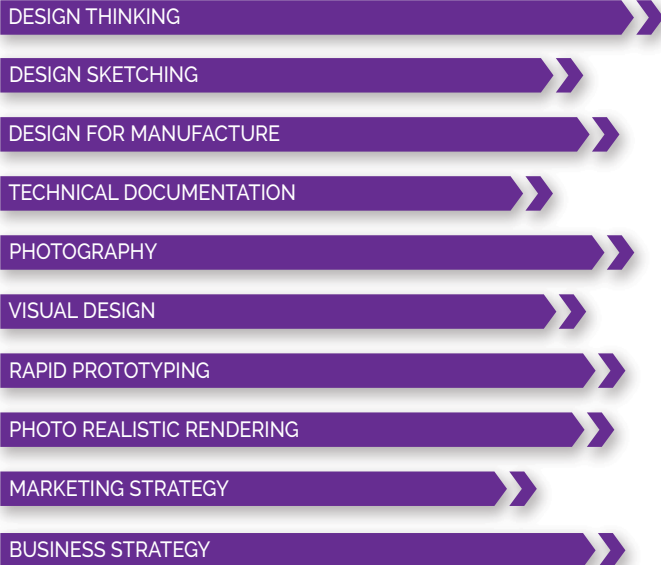 DESIGN THINKING
DESIGN SKETCHING
DESIGN FOR MANUFACTURE
TECHNICAL DOCUMENTATION
PHOTOGRAPHY
VISUAL DESIGN
RAPID PROTOTYPING
PHOTO REALISTIC RENDERING
MARKETING STRATEGY
BUSINESS STRATEGY